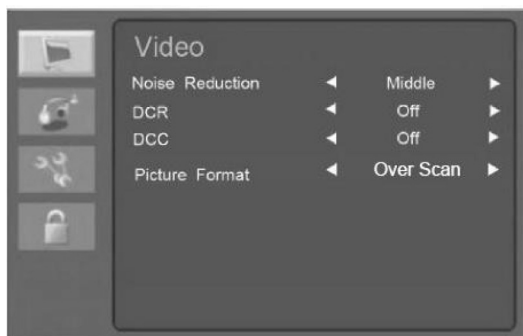 Video
Noise Reduction Middle
DCR Off
DCC Off
Picture Format Over Scan